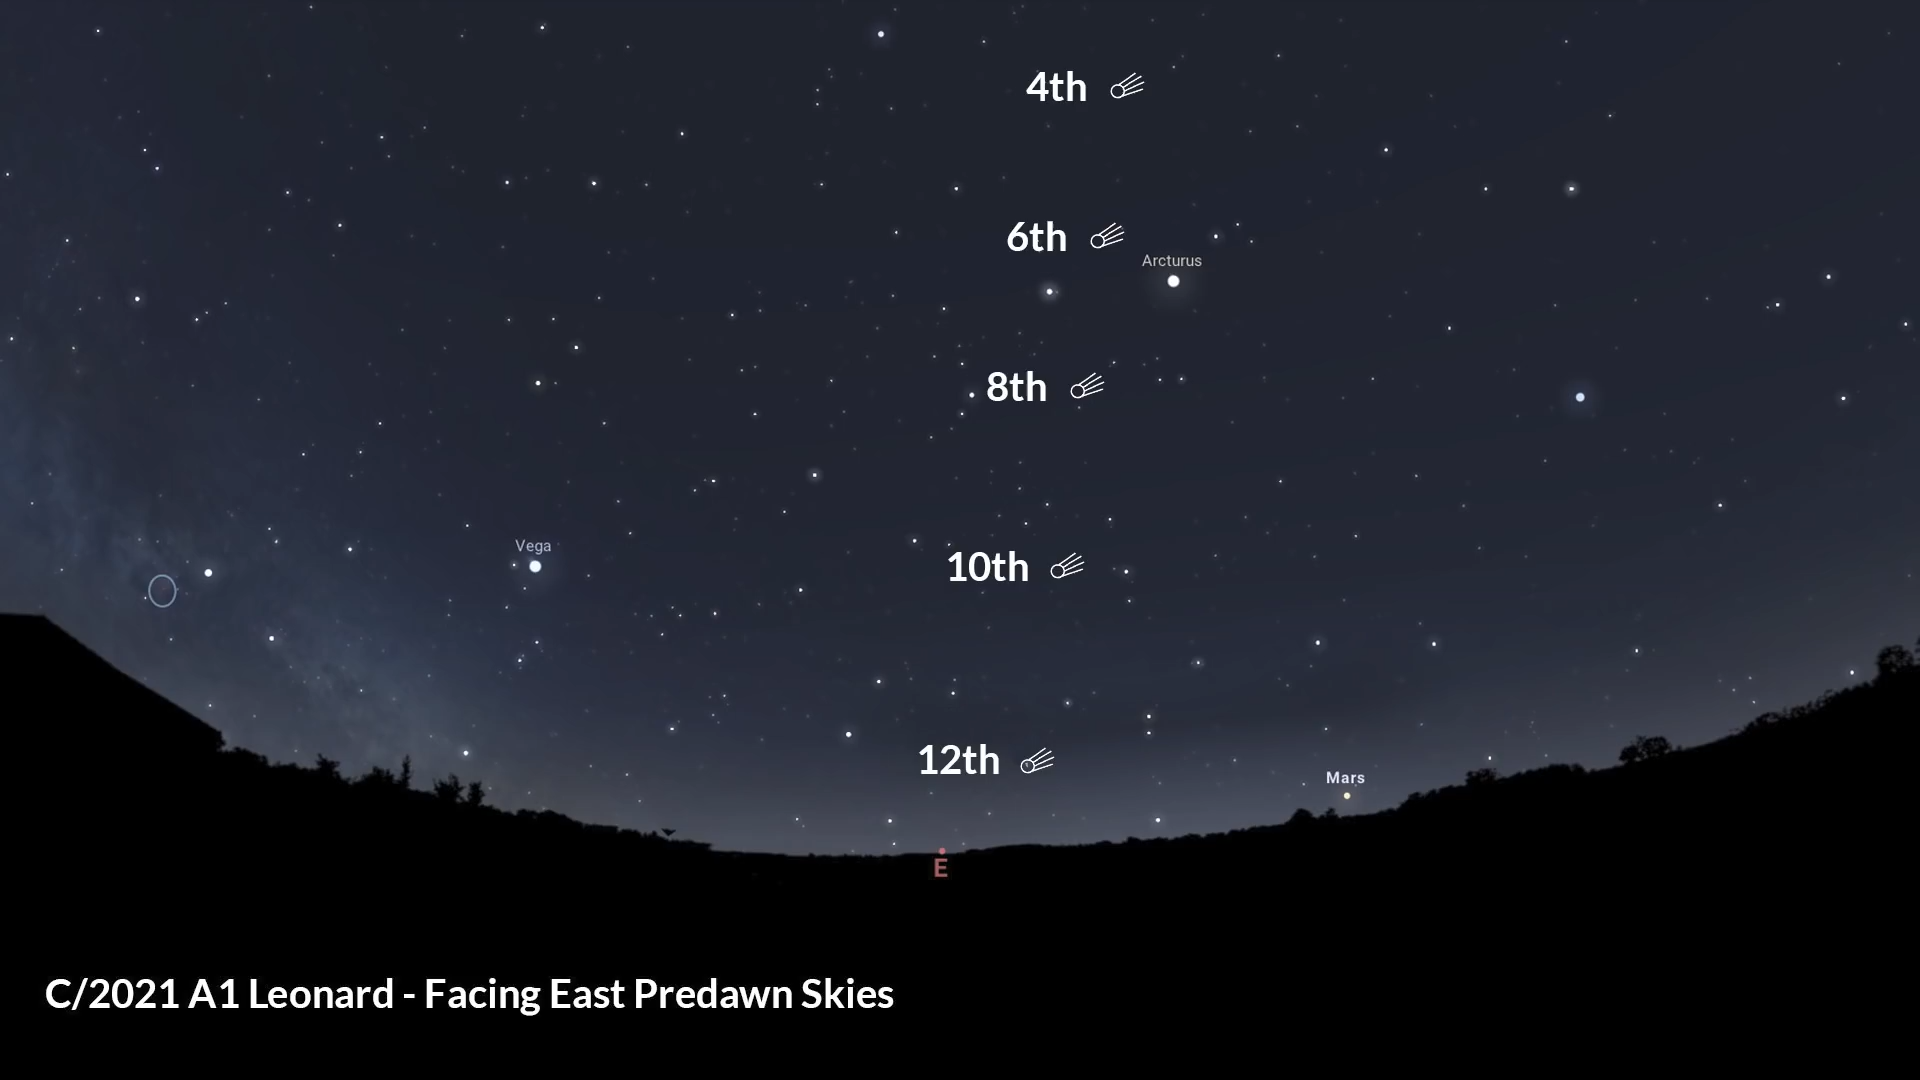 4th
6th
Arcturus
8th
Vega
10th
12th
Mars
E
C/2021 A1 Leonard - Facing East Predawn Skies